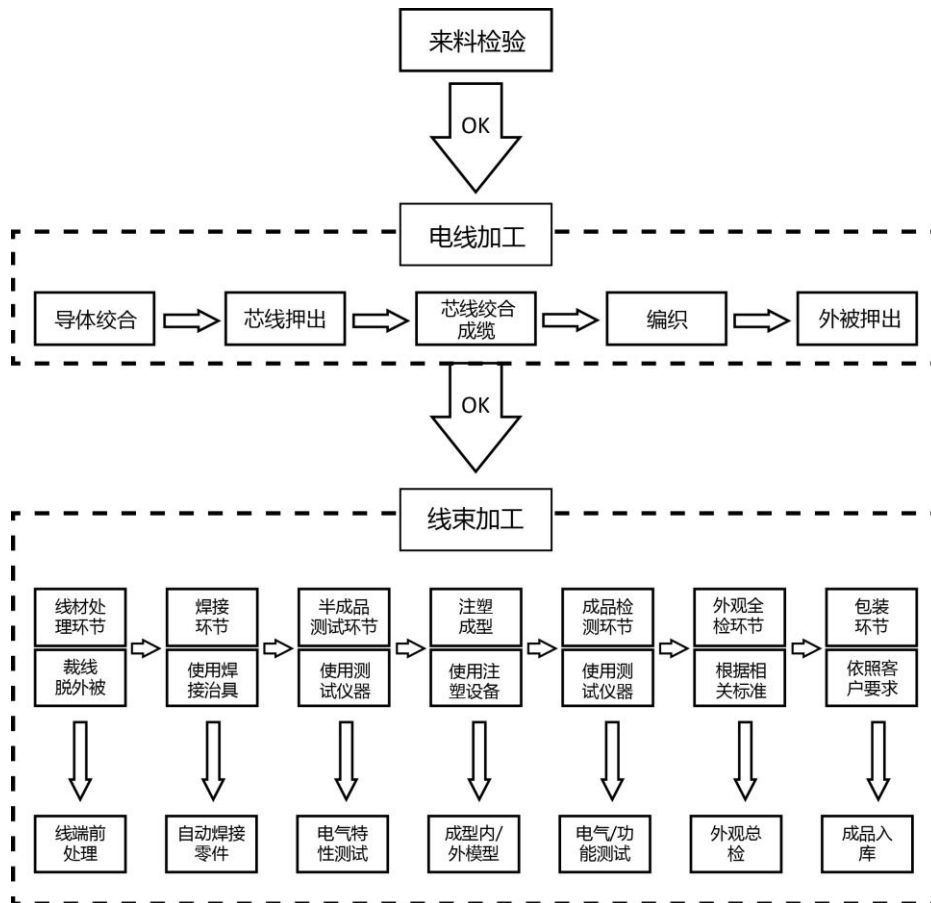 来料检验
OK
电线加工
导体绞合
芯线押出
芯线绞合
成缆
编织
外被押出
OK
线束加工
线材处
理环节
焊接
环节
半成品
测试环节
注塑
成型
成品检
测环节
外观全
检环节
包装
环节
裁线
脱外被
使用焊
接治具
使用测
试仪器
使用注
塑设备
使用测
试仪器
根据相
关标准
依照客
户要求
线端前
处理
自动焊接
零件
电气特
性测试
成型内/
外模型
电气/功
能测试
外观总
检
成品入
库